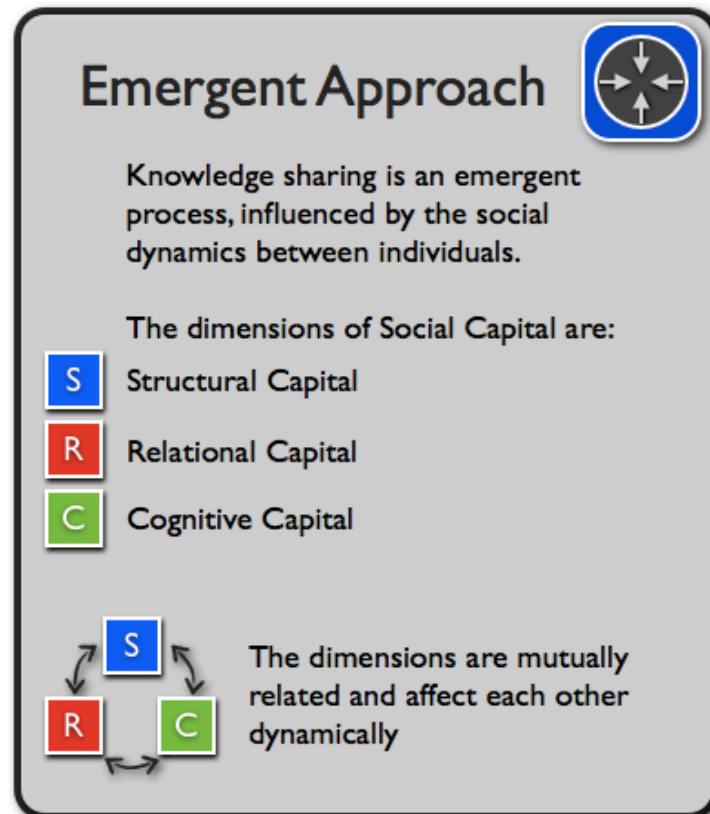 Emergent Approach
Knowledge sharing is an emergent
process, influenced by the social
dynamics between individuals.
The dimensions of Social Capital are:
S Structural Capital
R Relational Capital
C Cognitive Capital
S
R C
The dimensions are mutually
related and affect each other
dynamically